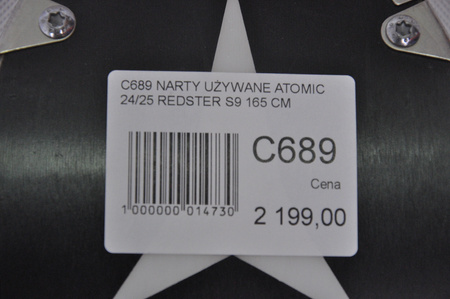 C689 NARTY UŻYWANE ATOMIC
24/25 REDSTER S9 165 CM
C689
Cena
2 199,00
1 000000 014730